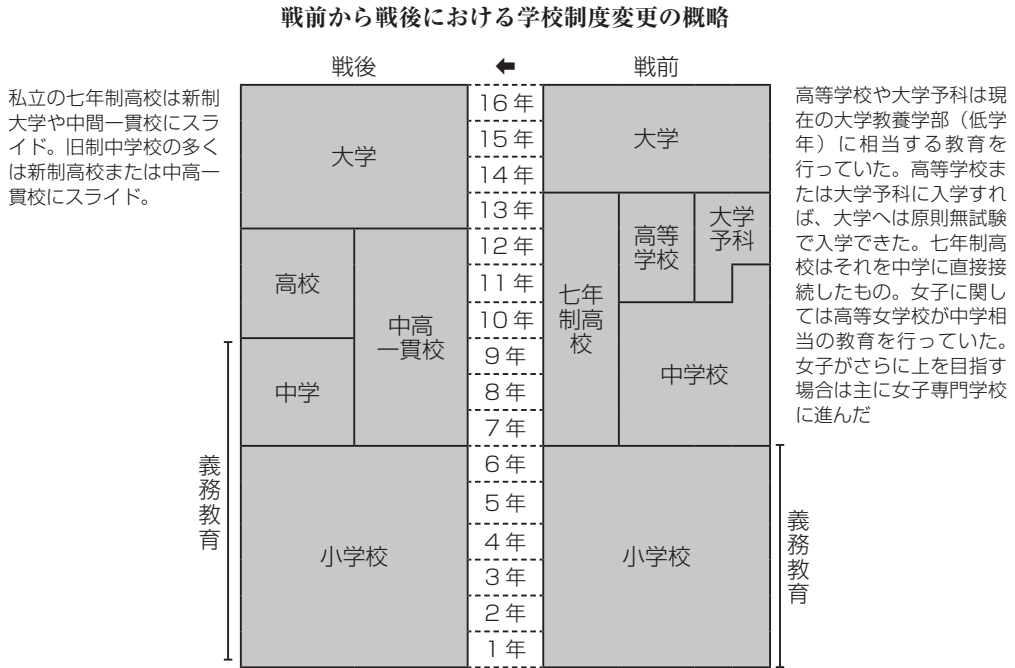 戦前から戦後における学校制度変更の概略
戦後
←
戦前
私立の七年制高校は新制
大学や中間一貫校にスラ
イド。旧制中学校の多く
は新制高校または中高一
貫校にスライド。
大学
高校
中高
一貫校
中学
小学校
義務教育
16年
15年
14年
13年
12年
11年
10年
9年
8年
7年
6年
5年
4年
3年
2年
1年
大学
七年
制高
校
高等
学校
大学
予科
中学校
小学校
義務教育
高等学校や大学予科は現
在の大学教養学部(低学
年)に相当する教育を
行っていた。高等学校ま
たは大学予科に入学すれ
ば、大学へは原則無試験
で入学できた。七年制高
校はそれを中学に直接接
続したもの。女子に関し
ては高等女学校が中学相
当の教育を行っていた。
女子がさらに上を目指す
場合は主に女子専門学校
に進んだ